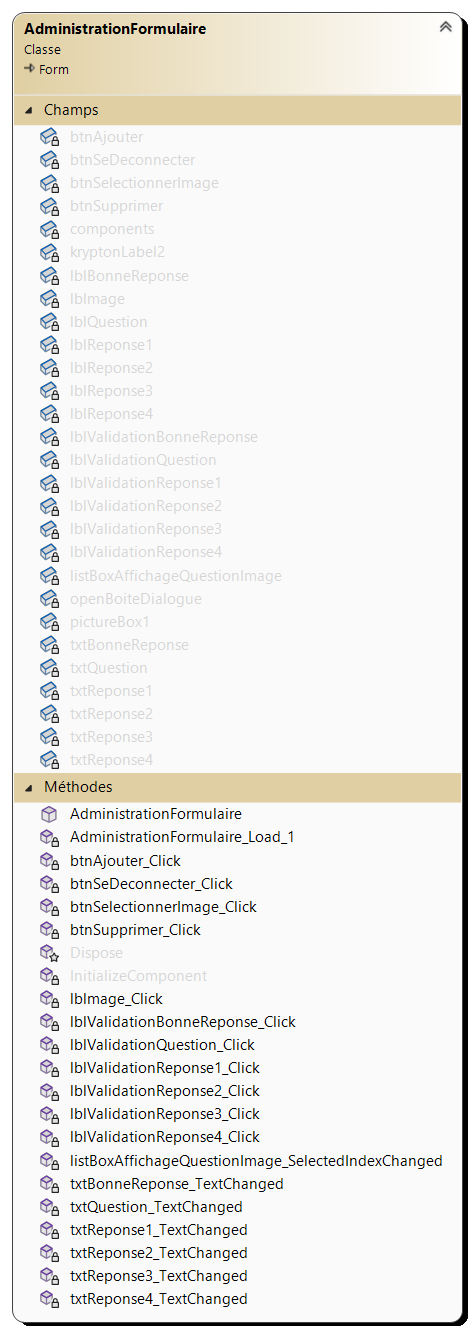 AdministrationFormulaire
Classe
Form
Champs
btnAjouter
btnSeDeconnecter
btnSelectionnerImage
btnSupprimer
components
kryptonLabel2
lblBonneReponse
lbImage
lblQuestion
lblReponse1
lblReponse2
lblReponse3
lblReponse4
lblValidationBonneReponse
lblValidationQuestion
lblValidationReponse1
lblValidationReponse2
lblValidationReponse3
lblValidationReponse4
listBoxAffichageQuestionImage
openBoiteDialogue
pictureBox1
txtBonneReponse
txtQuestion
txtReponse1
txtReponse2
txtReponse3
txtReponse4
Méthodes
AdministrationFormulaire
AdministrationFormulaire_Load_1
btnAjouter_Click
btnSeDeconnecter_Click
btnSelectionnerImage_Click
btnSupprimer_Click
Dispose
InitializeComponent
lbImage_Click
lblValidationBonneReponse_Click
lblValidationQuestion_Click
lblValidationReponse1_Click
lblValidationReponse2_Click
lblValidationReponse3_Click
lblValidationReponse4_Click
listBoxAffichageQuestionImage_SelectedIndexChanged
txtBonneReponse_TextChanged
txtQuestion_TextChanged
txtReponse1_TextChanged
txtReponse2_TextChanged
txtReponse3_TextChanged
txtReponse4_TextChanged